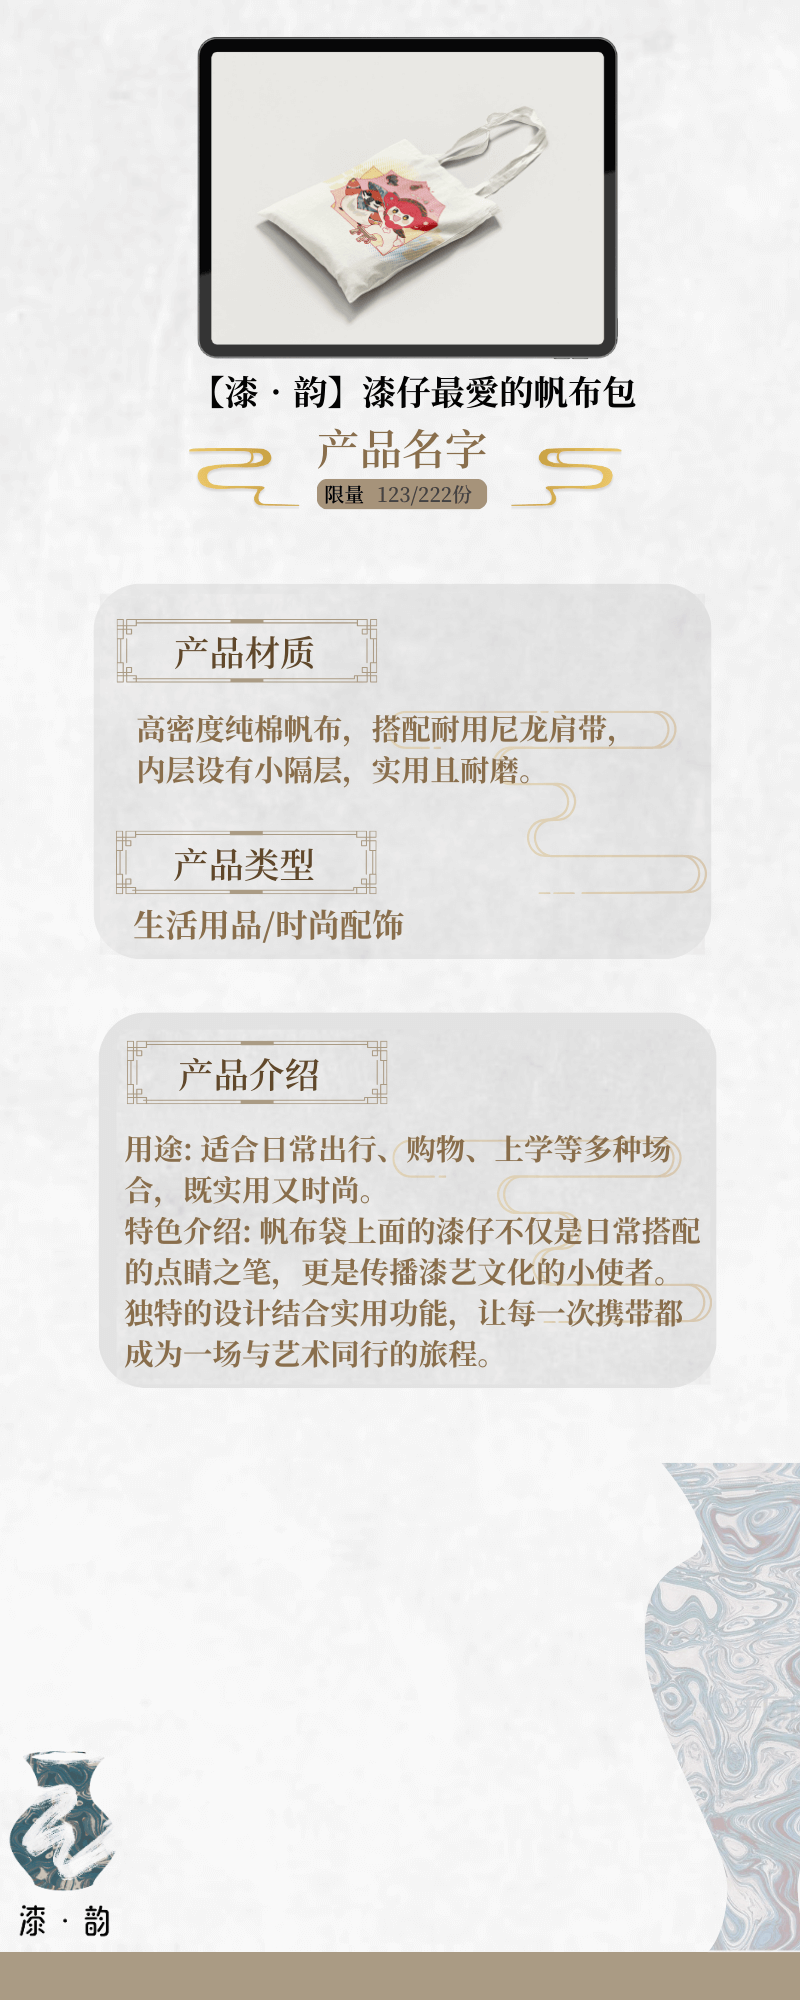 【漆·韵】漆仔最愛的帆布包
产品名字
限量 123/222份
产品材质
高密度纯棉帆布，搭配耐用尼龙肩带，
内层设有小隔层，实用且耐磨。
产品类型
生活用品/时尚配饰
产品介绍
用途：适合日常出行、购物、上学等多种场
合，既实用又时尚。
特色介绍：帆布袋上面的漆仔不仅是日常搭配
的点睛之笔，更是传播漆艺文化的小使者。
独特的设计结合实用功能，让每一次携带都
成为一场与艺术同行的旅程。
漆·韵